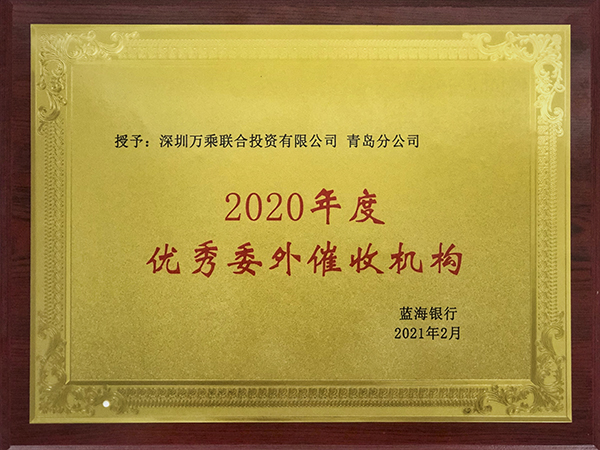 授予：深圳万乘联合投资有限公司 青岛分公司
2020年度
优秀委外催收机构
蓝海银行
2021年2月